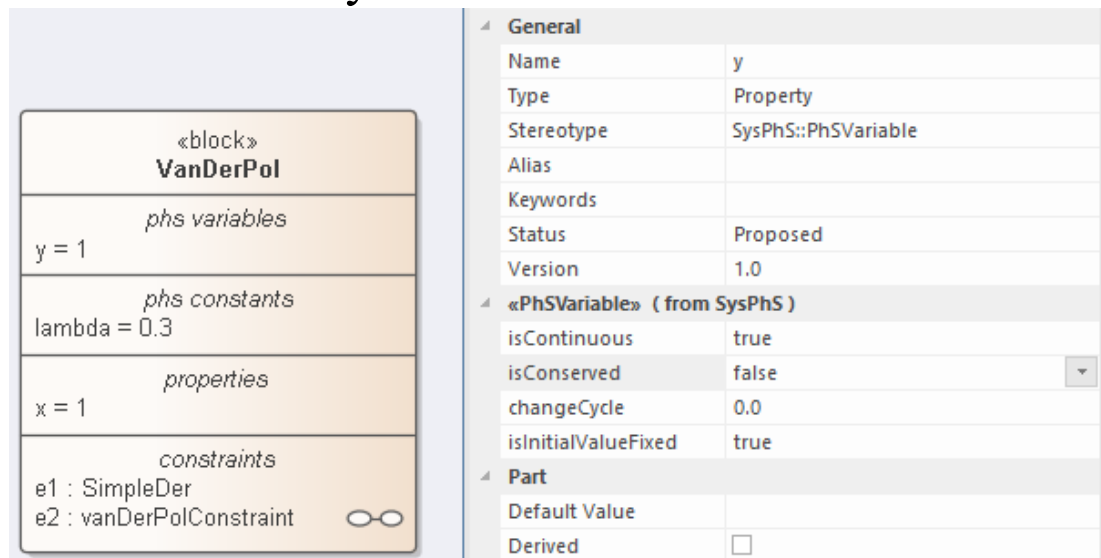 «block»
VanDerPol
phs variables
y = 1
phs constants
lambda = 0.3
properties
x = 1
constraints
e1 : SimpleDer
e2 : vanDerPolConstraint
General
Name y
Type Property
Stereotype SysPhS::PhSVariable
Alias
Keywords
Status Proposed
Version 1.0
«PhSVariable» ( from SysPhS )
isContinuous true
isConserved false
changeCycle 0.0
isInitialValueFixed true
Part
Default Value
Derived